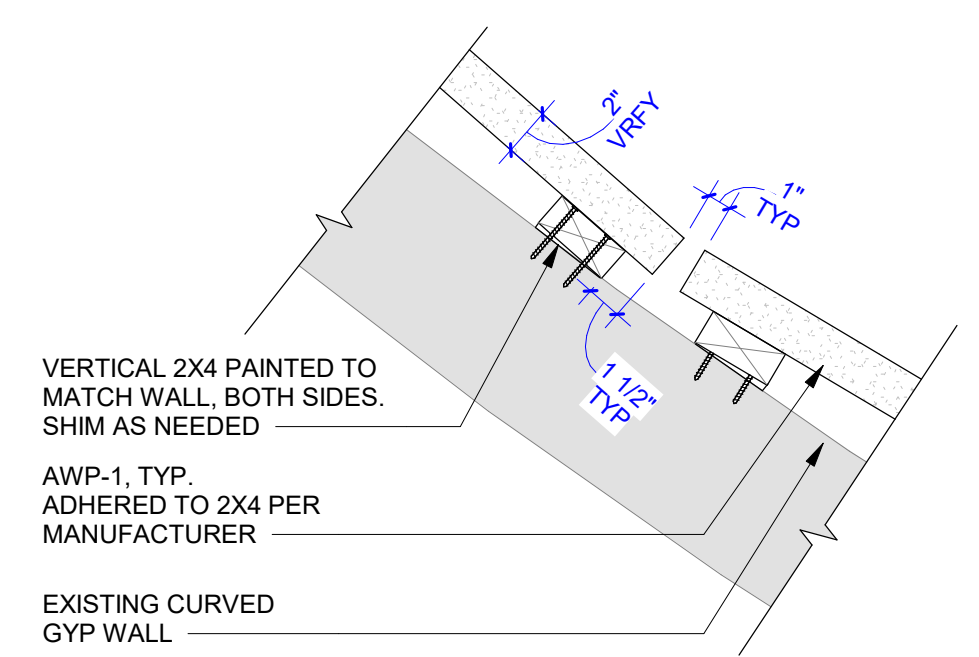 2"
VRFY
1"
TYP
1 1/2"
TYP
VERTICAL 2X4 PAINTED TO
MATCH WALL, BOTH SIDES.
SHIM AS NEEDED
AWP-1, TYP.
ADHERED TO 2X4 PER
MANUFACTURER
EXISTING CURVED
GYP WALL